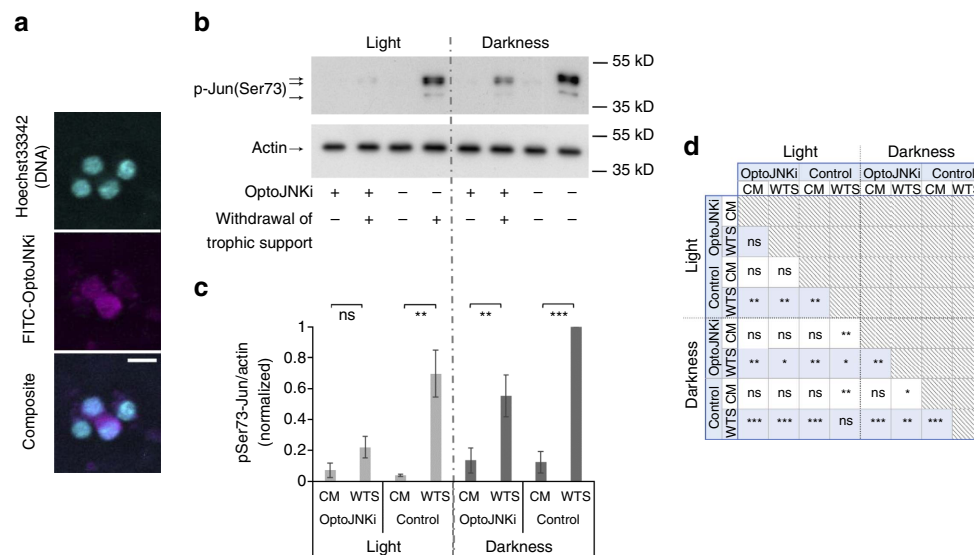 a
Hoechst33342
(DNA)
FITC-OptoJNKi
Composite
b
Light Darkness
p-Jun(Ser73)
55 kD
35 kD
Actin
55 kD
35 kD
OptoJNKi + + – – + + – –
Withdrawal of
trophic support
– + – + – + – +
c
ns ** ** ***
pSer73-Jun/actin
(normalized)
1
0.8
0.6
0.4
0.2
0
CM WTS CM WTS CM WTS CM WTS
OptoJNKi Control OptoJNKi Control
Light Darkness
d
Light Darkness
OptoJNKi Control OptoJNKi Control
CM WTS CM WTS CM WTS CM WTS
Light
OptoJNKi
CM
WTS ns
Control
CM ns ns
WTS ** ** **
Darkness
OptoJNKi
CM ns ns ns **
WTS ** * ** * **
Control
CM ns ns ns ** ns *
WTS *** *** *** ns *** ** ***